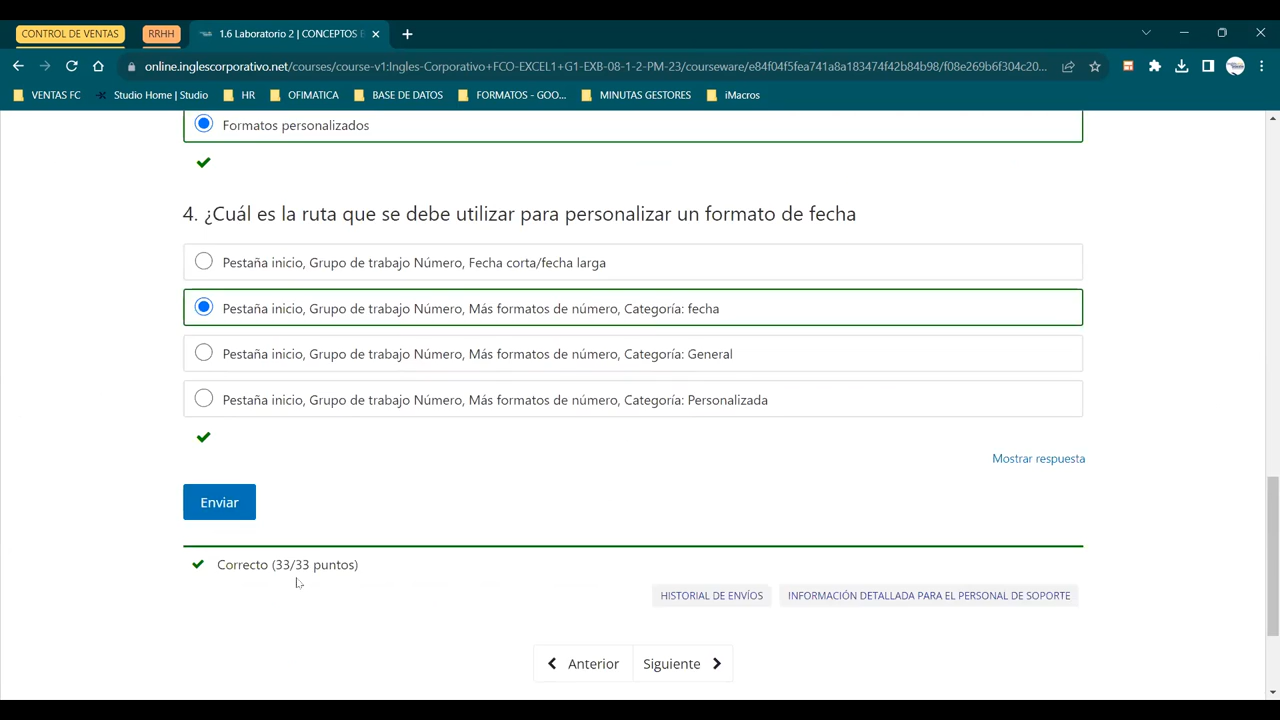 CONTROL DE VENTAS
RRHH
1.6 Laboratorio 2 | CONCEPTOS
online.inglescorporativo.net/courses/course-v1:Ingles-Corporativo+FCO-EXCEL1+G1-EXB-08-1-2-PM-23/courseware/e84f04f5fea741a8a183474f42b84b98/f08e269b6f304c20...
VENTAS FC
Studio Home | Studio
HR
OFIMATICA
BASE DE DATOS
FORMATOS - GOO...
MINUTAS GESTORES
iMacros
Formatos personalizados
4. ¿Cuál es la ruta que se debe utilizar para personalizar un formato de fecha
Pestaña inicio, Grupo de trabajo Número, Fecha corta/fecha larga
Pestaña inicio, Grupo de trabajo Número, Más formatos de número, Categoría: fecha
Pestaña inicio, Grupo de trabajo Número, Más formatos de número, Categoría: General
Pestaña inicio, Grupo de trabajo Número, Más formatos de número, Categoría: Personalizada
Mostrar respuesta
Enviar
Correcto (33/33 puntos)
HISTORIAL DE ENVÍOS
INFORMACIÓN DETALLADA PARA EL PERSONAL DE SOPORTE
Anterior
Siguiente